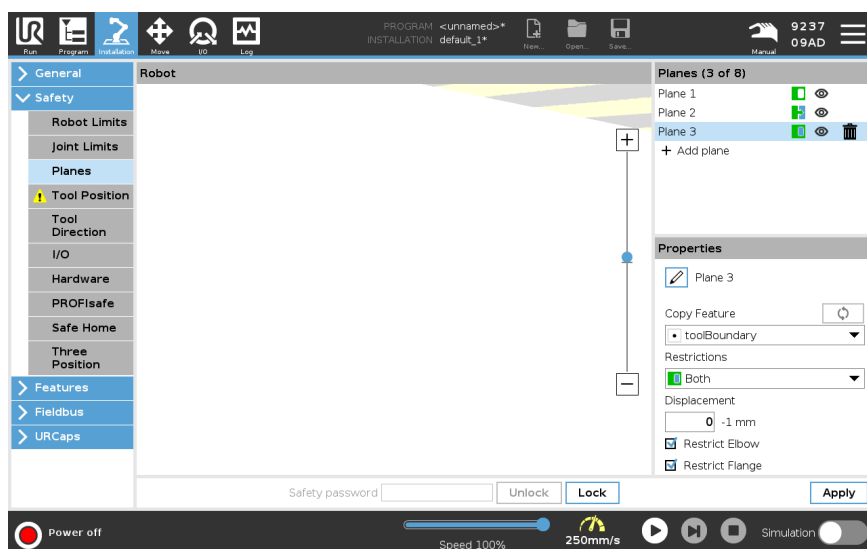 PROGRAM <unnamed>*
INSTALLATION default_1*
UR
Run
Program
Installation
Move
I/O
Log
New...
Open...
Save...
Manual
9237
09AD
General
Safety
Robot Limits
Joint Limits
Planes
Tool Position
Tool
Direction
I/O
Hardware
PROFIsafe
Safe Home
Three
Position
Features
Fieldbus
URCaps
Robot
Planes (3 of 8)
Plane 1
Plane 2
Plane 3
+ Add plane
Properties
Plane 3
Copy Feature
toolBoundary
Restrictions
Both
Displacement
0 -1 mm
Restrict Elbow
Restrict Flange
Safety password
Unlock
Lock
Apply
Power off
Speed 100%
250mm/s
Simulation